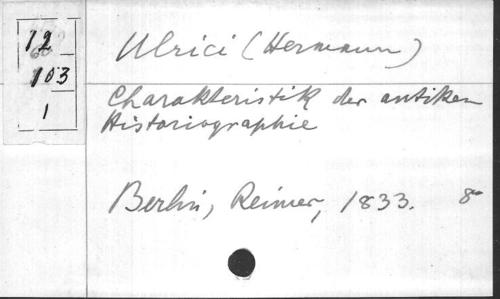 12
103
1
Ulrici (Hermann)
Charakteristik der antiken
Historiographie
Berlin, Reimer, 1833. 8°